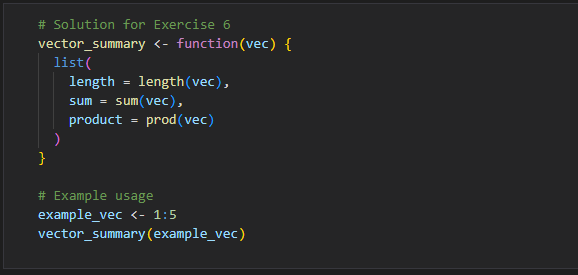 # Solution for Exercise 6
vector_summary <- function(vec) {
  list(
    length = length(vec),
    sum = sum(vec),
    product = prod(vec)
  )
}

# Example usage
example_vec <- 1:5
vector_summary(example_vec)